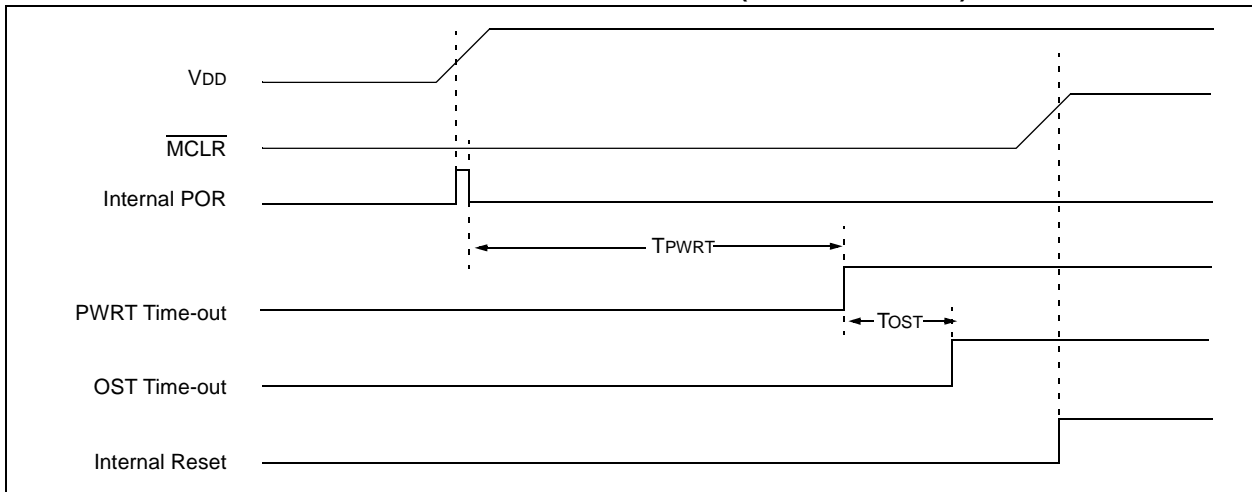 VDD
MCLR
Internal POR
TPWRT
PWRT Time-out
TOST
OST Time-out
Internal Reset